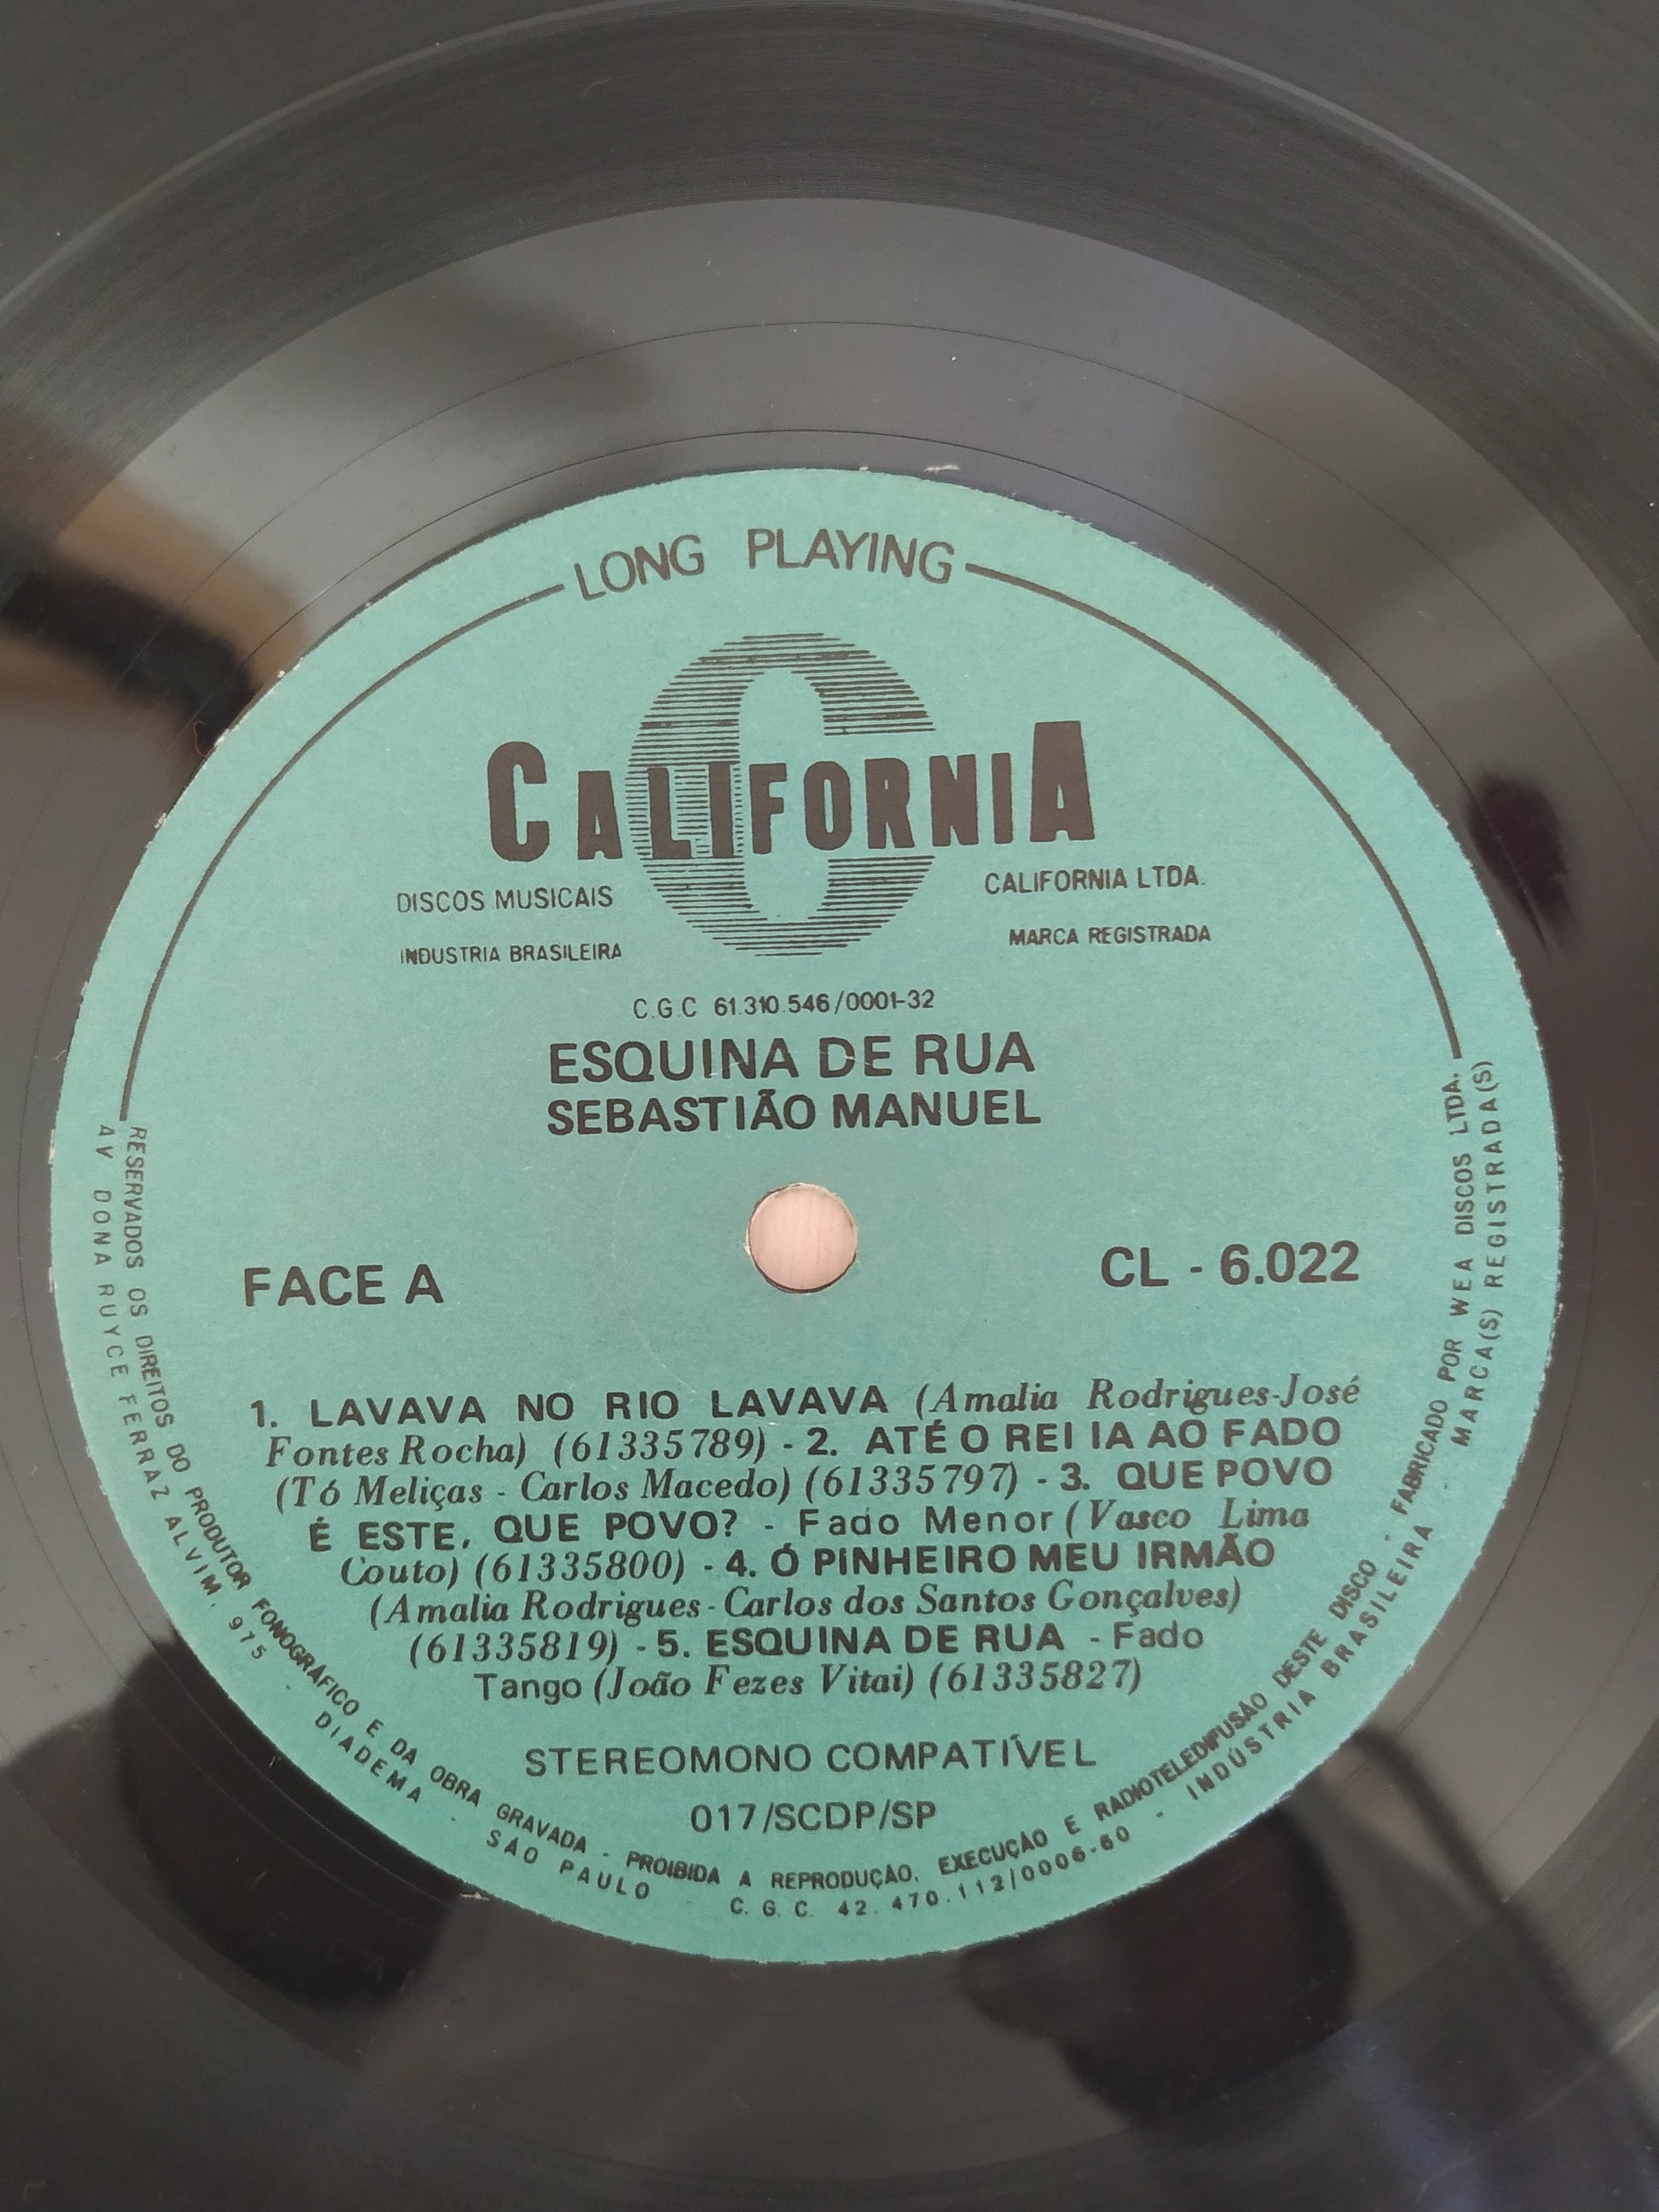 LONG PLAYING
CALIFORNIA
DISCOS MUSICAIS
CALIFORNIA LTDA.
INDUSTRIA BRASILEIRA
MARCA REGISTRADA
C.G.C 61.310.546/0001-32
ESQUINA DE RUA
SEBASTIÃO MANUEL
FACE A
CL - 6.022
1. LAVAVA NO RIO LAVAVA (Amalia Rodrigues-José
Fontes Rocha) (61335789) - 2. ATÉ O REI IA AO FADO
(Tó Meliças - Carlos Macedo) (61335797) - 3. QUE POVO
É ESTE, QUE POVO? - Fado Menor (Vasco Lima
Couto) (61335800) - 4. Ó PINHEIRO MEU IRMÃO
(Amalia Rodrigues - Carlos dos Santos Gonçalves)
(61335819) - 5. ESQUINA DE RUA - Fado
Tango (João Fezes Vitai) (61335827)
STEREOMONO COMPATÍVEL
017/SCDP/SP
RESERVADOS OS DIREITOS DO PRODUTOR FONOGRÁFICO E DA OBRA GRAVADA - PROIBIDA A REPRODUÇÃO, EXECUÇÃO E RADIOTELEDIFUSÃO DESTE DISCO - FABRICADO POR WEA DISCOS LTDA.
AV DONA RUYCE FERRAZ ALVIM, 975 - DIADEMA - SÃO PAULO C.G.C. 42.470.112/0006-60 - INDÚSTRIA BRASILEIRA - MARCA(S) REGISTRADA(S)